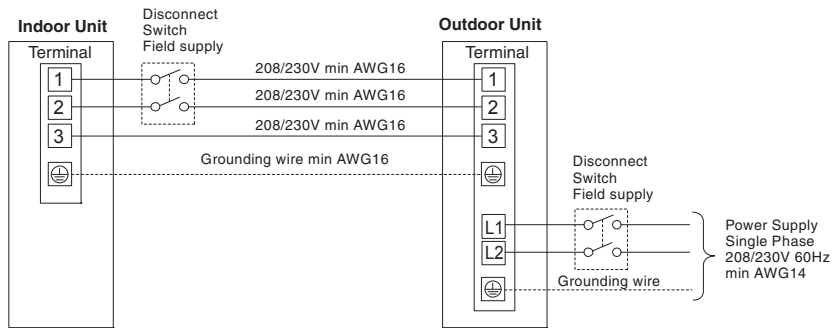 Indoor Unit
Disconnect
Switch
Field supply
Outdoor Unit
Terminal
Terminal
1
208/230V min AWG16
1
2
208/230V min AWG16
2
3
208/230V min AWG16
3
Grounding wire min AWG16
Disconnect
Switch
Field supply
L1
L2
Grounding wire
Power Supply
Single Phase
208/230V 60Hz
min AWG14